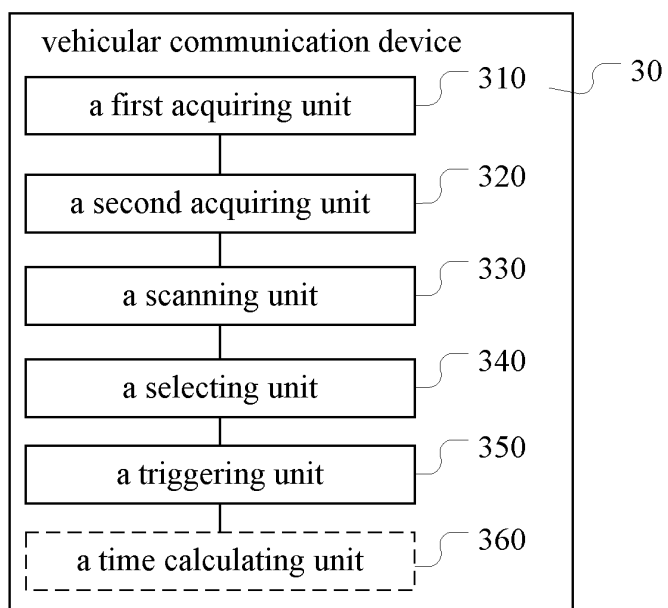 vehicular communication device
a first acquiring unit
310
30
a second acquiring unit
320
a scanning unit
330
a selecting unit
340
a triggering unit
350
a time calculating unit
360